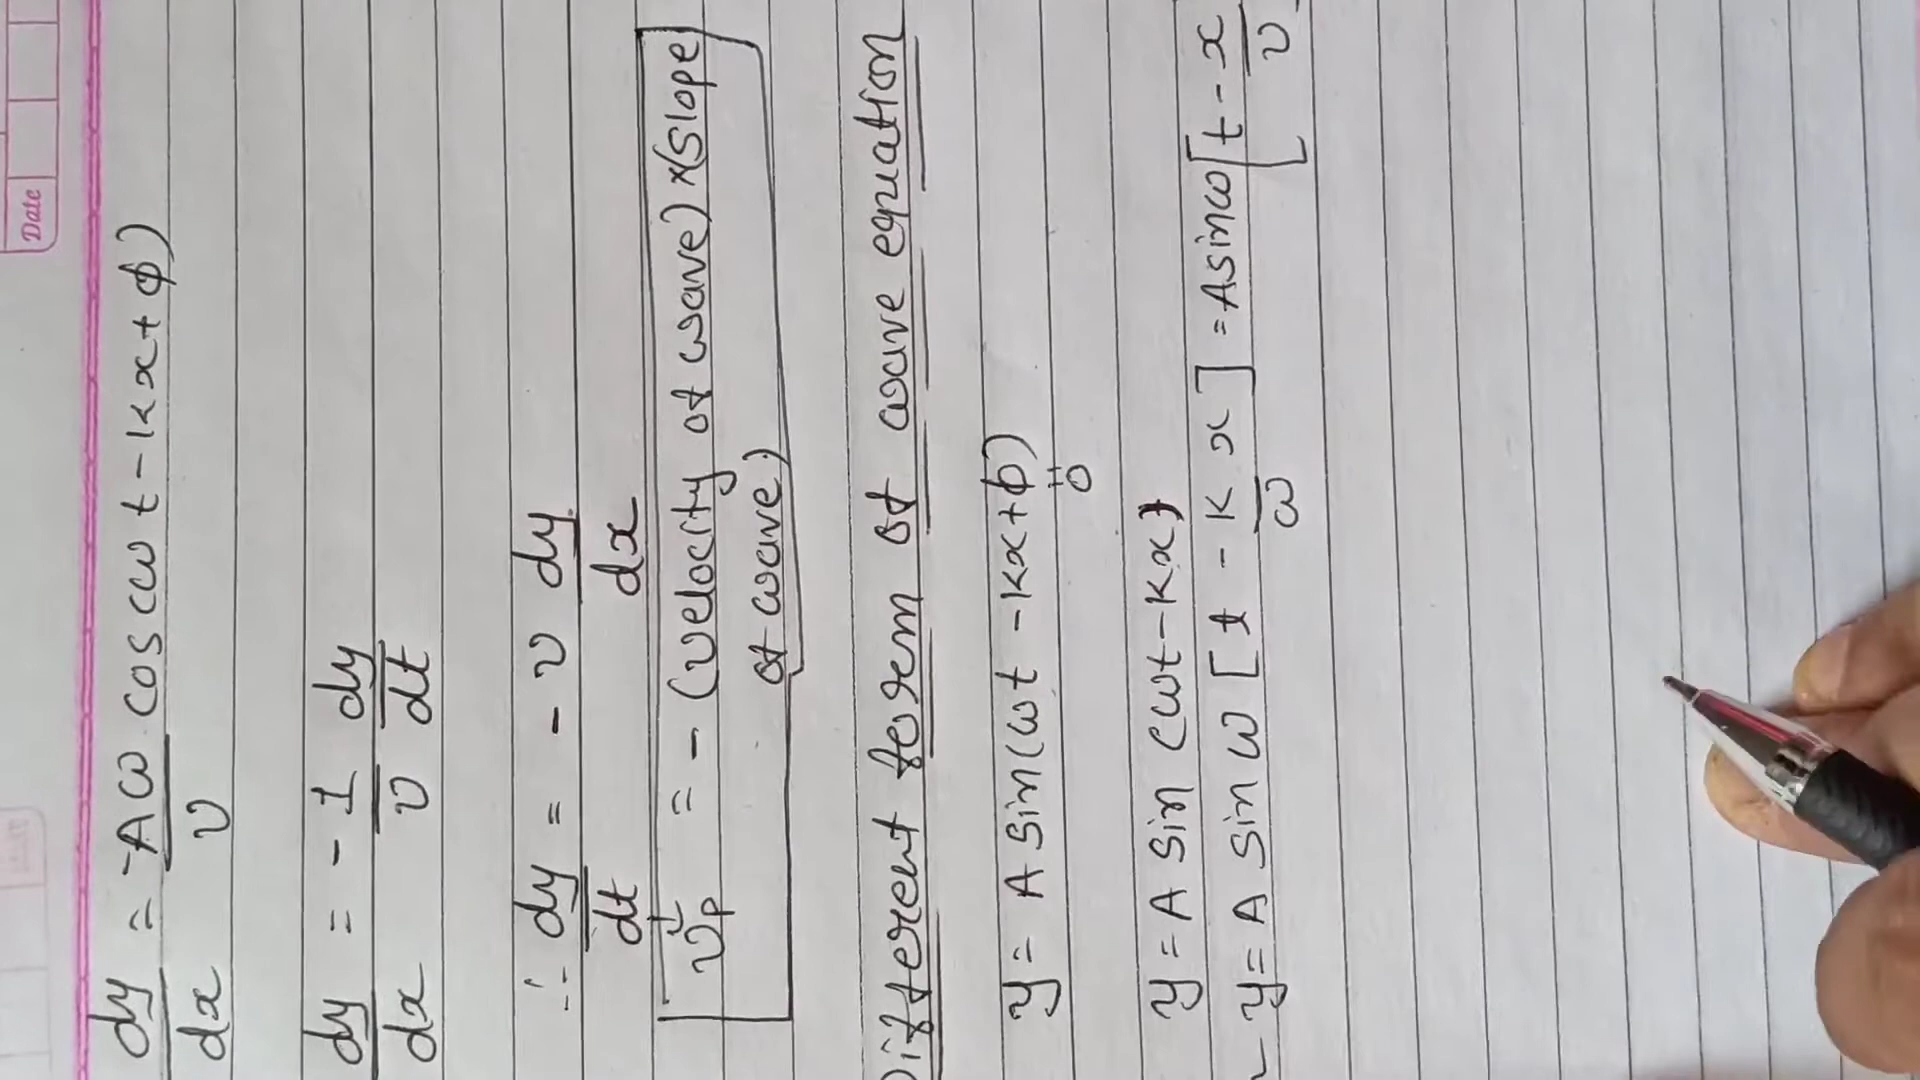 Date
dy/dx = -Aω/v cos(ωt - kx + ϕ)
dy/dx = - 1/v dy/dt
∴ dy/dt = - v dy/dx
v⃗p = - (velocity of wave) x (Slope
of wave)
Different form of wave equation
y = A sin(ωt - kx + ϕ)
"
0
y = A sin (ωt - kx)
y = A sin ω [t - K/ω x] = A sin ω [t - x/v